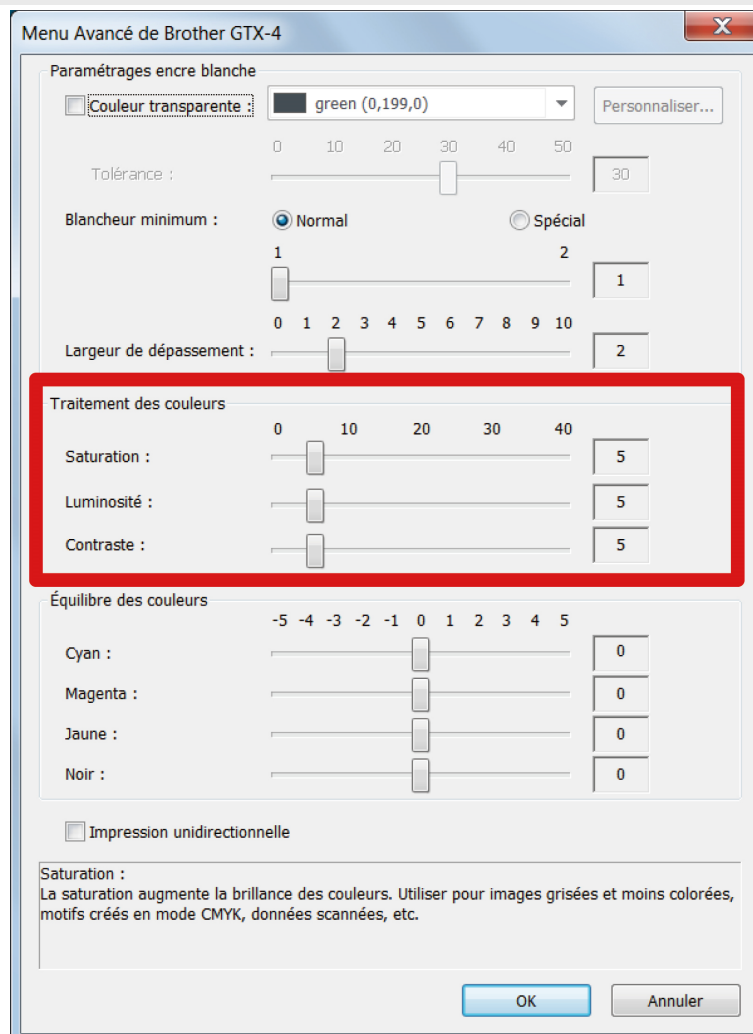 Menu Avancé de Brother GTX-4
X
Paramétrages encre blanche
Couleur transparente : green (0,199,0) Personnaliser...
0 10 20 30 40 50
Tolérance : 30
Blancheur minimum : Normal Spécial
1 2
1
0 1 2 3 4 5 6 7 8 9 10
Largeur de dépassement : 2
Traitement des couleurs
0 10 20 30 40
Saturation : 5
Luminosité : 5
Contraste : 5
Équilibre des couleurs
-5 -4 -3 -2 -1 0 1 2 3 4 5
Cyan : 0
Magenta : 0
Jaune : 0
Noir : 0
Impression unidirectionnelle
Saturation :
La saturation augmente la brillance des couleurs. Utiliser pour images grisées et moins colorées,
motifs créés en mode CMYK, données scannées, etc.
OK Annuler